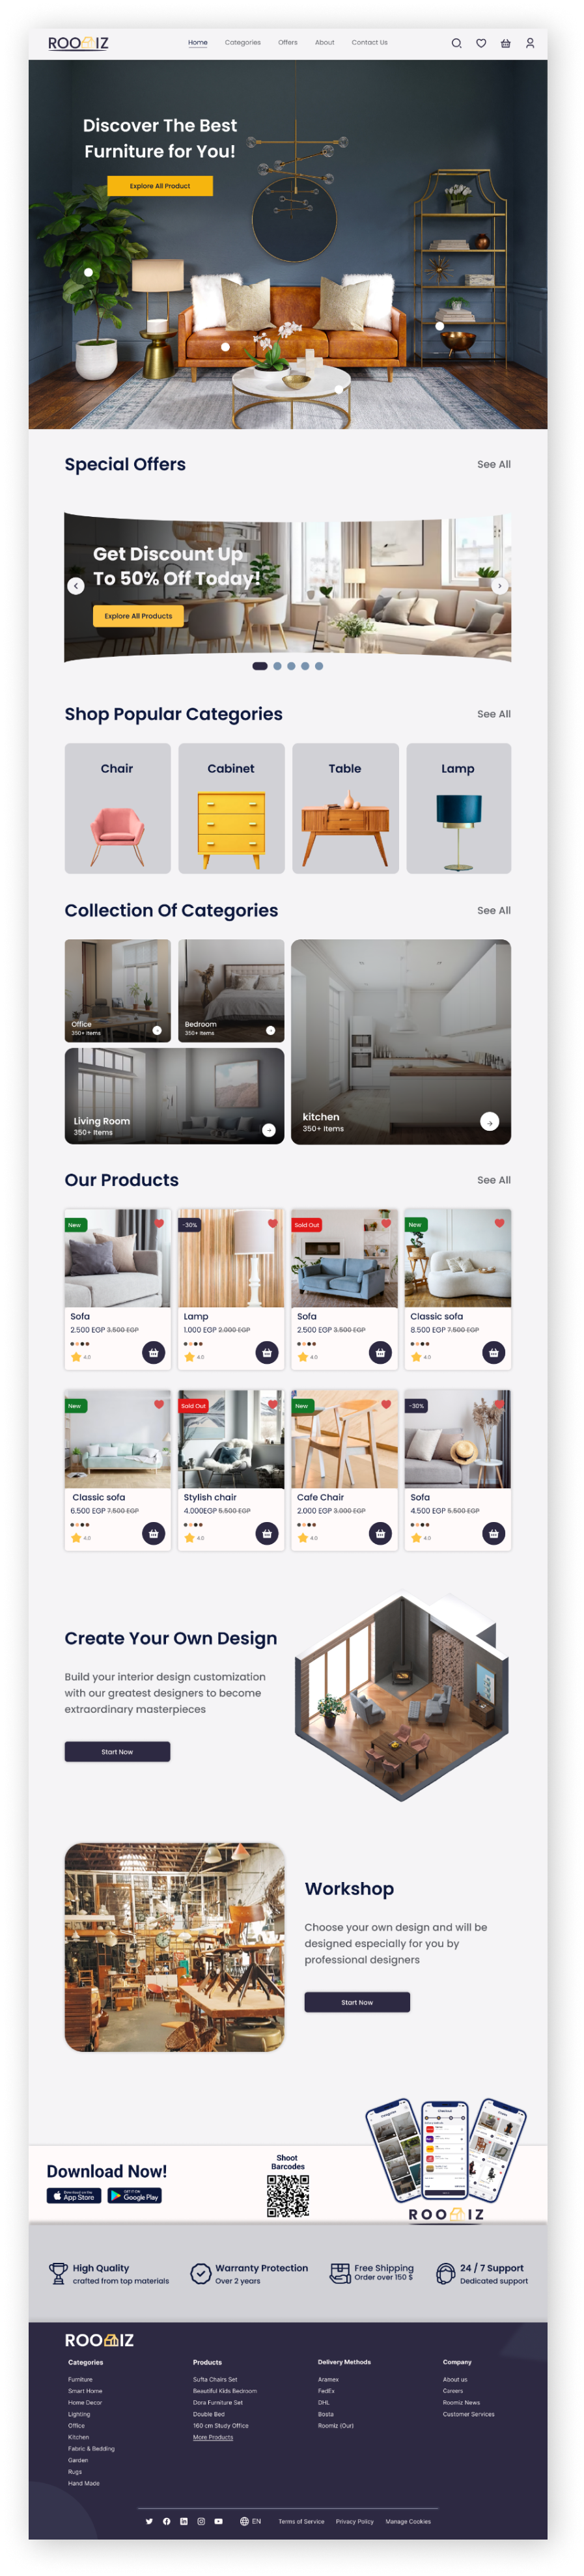 ROOMIZ
Home Categories Offers About Contact Us
Discover The Best
Furniture for You!
Explore All Product
Special Offers
See All
Get Discount Up
To 50% Off Today!
Explore All Products
Shop Popular Categories
See All
Chair
Cabinet
Table
Lamp
Collection Of Categories
See All
Office
350+ Items
Bedroom
350+ Items
Living Room
350+ Items
kitchen
350+ Items
Our Products
See All
New
Sofa
2.500 EGP 3.500 EGP
4.0
-30%
Lamp
1.000 EGP 2.000 EGP
4.0
Sold Out
Sofa
2.500 EGP 3.500 EGP
4.0
New
Classic sofa
8.500 EGP 7.500 EGP
4.0
New
Classic sofa
6.500 EGP 7.500 EGP
4.0
Sold Out
Stylish chair
4.000EGP 5.500 EGP
4.0
New
Cafe Chair
2.000 EGP 3.000 EGP
4.0
-30%
Sofa
4.500 EGP 5.500 EGP
4.0
Create Your Own Design
Build your interior design customization
with our greatest designers to become
extraordinary masterpieces
Start Now
Workshop
Choose your own design and will be
designed especially for you by
professional designers
Start Now
Download Now!
App Store
GET IT ON
Google Play
Shoot
Barcodes
ROOMIZ
High Quality
crafted from top materials
Warranty Protection
Over 2 years
Free Shipping
Order over 150 $
24 / 7 Support
Dedicated support
ROOMIZ
Categories
Furniture
Smart Home
Home Decor
Lighting
Office
Kitchen
Fabric & Bedding
Garden
Rugs
Hand Made
Products
Sufta Chairs Set
Beautiful Kids Bedroom
Dora Furniture Set
Double Bed
160 cm Study Office
More Products
Delivery Methods
Aramex
FedEx
DHL
Bosta
Roomiz (Our)
Company
About us
Careers
Roomiz News
Customer Services
EN
Terms of Service Privacy Policy Manage Cookies